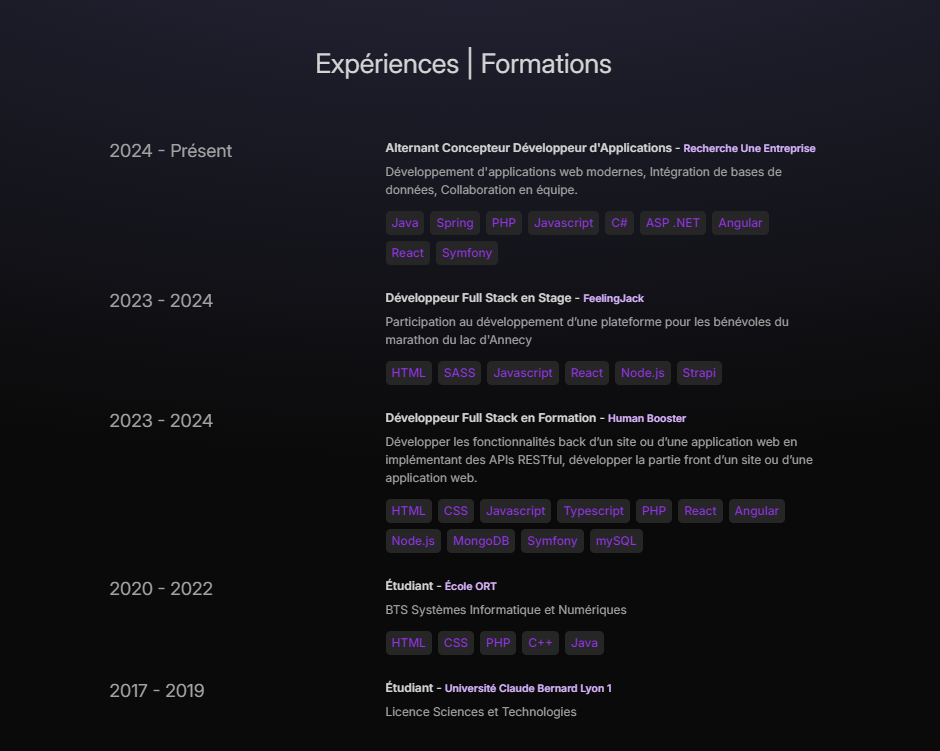 Expériences | Formations
2024 - Présent
Alternant Concepteur Développeur d'Applications - Recherche Une Entreprise
Développement d'applications web modernes, Intégration de bases de
données, Collaboration en équipe.
Java Spring PHP Javascript C# ASP .NET Angular
React Symfony
2023 - 2024
Développeur Full Stack en Stage - FeelingJack
Participation au développement d’une plateforme pour les bénévoles du
marathon du lac d'Annecy
HTML SASS Javascript React Node.js Strapi
2023 - 2024
Développeur Full Stack en Formation - Human Booster
Développer les fonctionnalités back d’un site ou d’une application web en
implémentant des APIs RESTful, développer la partie front d’un site ou d’une
application web.
HTML CSS Javascript Typescript PHP React Angular
Node.js MongoDB Symfony mySQL
2020 - 2022
Étudiant - École ORT
BTS Systèmes Informatique et Numériques
HTML CSS PHP C++ Java
2017 - 2019
Étudiant - Université Claude Bernard Lyon 1
Licence Sciences et Technologies